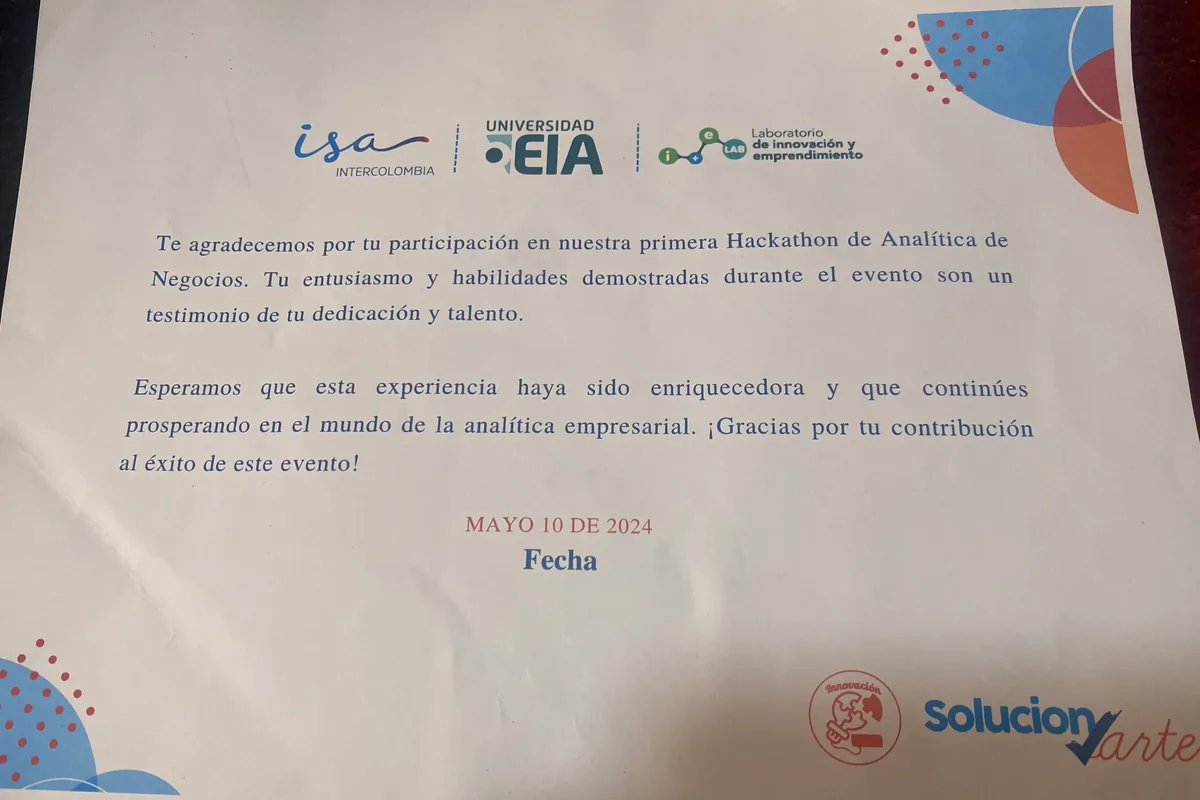 isa
INTERCOLOMBIA
UNIVERSIDAD
EIA
i
+
e
LAB
Laboratorio
de innovación y
emprendimiento
Te agradecemos por tu participación en nuestra primera Hackathon de Analítica de
Negocios. Tu entusiasmo y habilidades demostradas durante el evento son un
testimonio de tu dedicación y talento.
Esperamos que esta experiencia haya sido enriquecedora y que continúes
prosperando en el mundo de la analítica empresarial. ¡Gracias por tu contribución
al éxito de este evento!
MAYO 10 DE 2024
Fecha
Innovación
Solucionarte